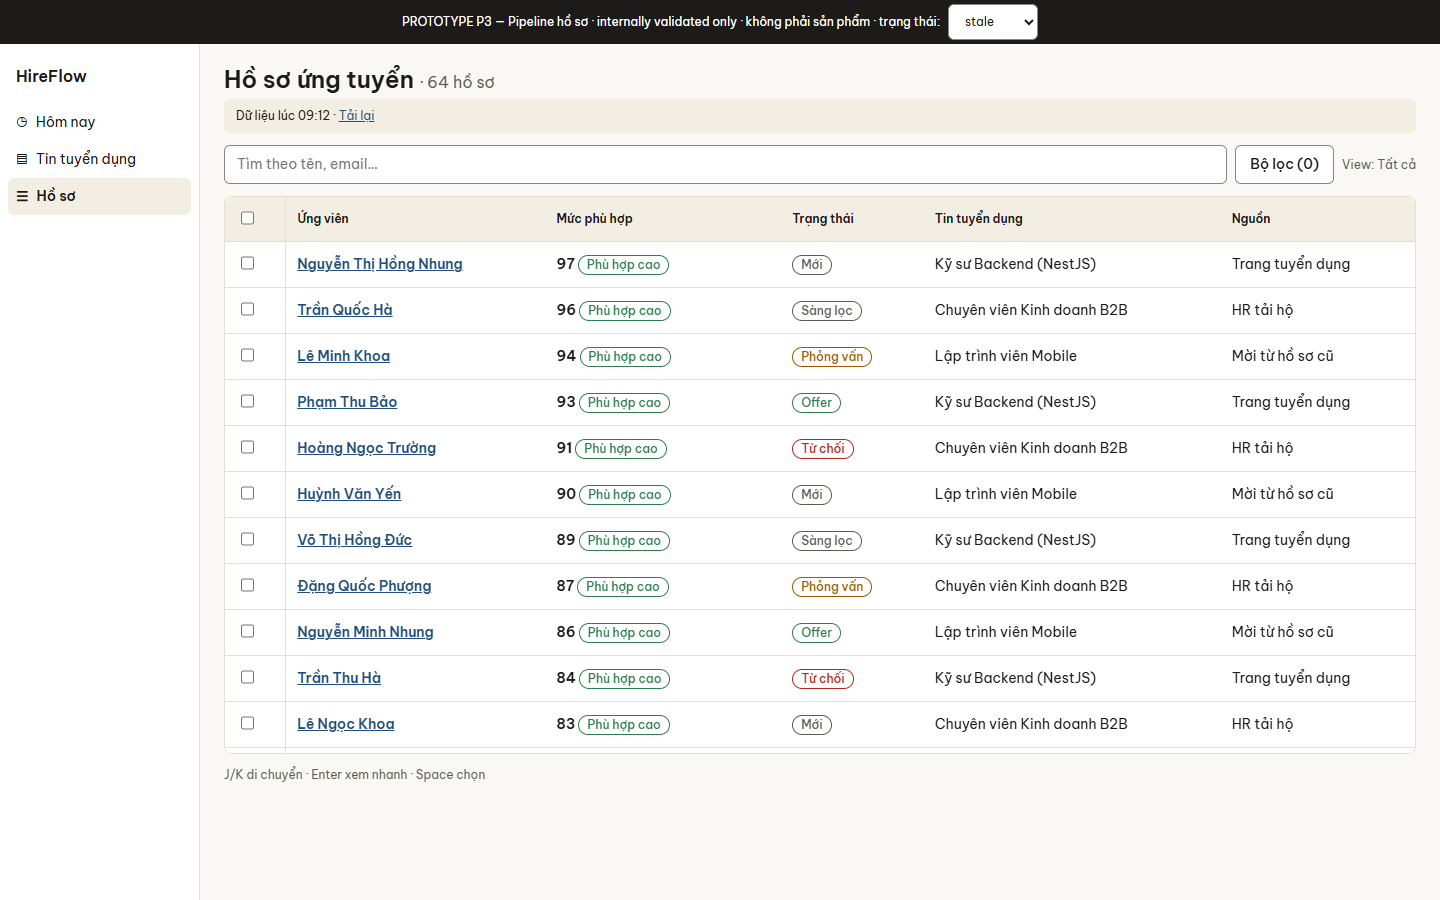 PROTOTYPE P3 — Pipeline hồ sơ · internally validated only · không phải sản phẩm · trạng thái: stale
HireFlow
Hôm nay
Tin tuyển dụng
Hồ sơ
Hồ sơ ứng tuyển · 64 hồ sơ
Dữ liệu lúc 09:12 · Tải lại
Tìm theo tên, email...
Bộ lọc (0)
View: Tất cả
Ứng viên Mức phù hợp Trạng thái Tin tuyển dụng Nguồn
Nguyễn Thị Hồng Nhung 97 Phù hợp cao Mới Kỹ sư Backend (NestJS) Trang tuyển dụng
Trần Quốc Hà 96 Phù hợp cao Sàng lọc Chuyên viên Kinh doanh B2B HR tải hộ
Lê Minh Khoa 94 Phù hợp cao Phỏng vấn Lập trình viên Mobile Mời từ hồ sơ cũ
Phạm Thu Bảo 93 Phù hợp cao Offer Kỹ sư Backend (NestJS) Trang tuyển dụng
Hoàng Ngọc Trường 91 Phù hợp cao Từ chối Chuyên viên Kinh doanh B2B HR tải hộ
Huỳnh Văn Yến 90 Phù hợp cao Mới Lập trình viên Mobile Mời từ hồ sơ cũ
Võ Thị Hồng Đức 89 Phù hợp cao Sàng lọc Kỹ sư Backend (NestJS) Trang tuyển dụng
Đặng Quốc Phượng 87 Phù hợp cao Phỏng vấn Chuyên viên Kinh doanh B2B HR tải hộ
Nguyễn Minh Nhung 86 Phù hợp cao Offer Lập trình viên Mobile Mời từ hồ sơ cũ
Trần Thu Hà 84 Phù hợp cao Từ chối Kỹ sư Backend (NestJS) Trang tuyển dụng
Lê Ngọc Khoa 83 Phù hợp cao Mới Chuyên viên Kinh doanh B2B HR tải hộ
J/K di chuyển · Enter xem nhanh · Space chọn